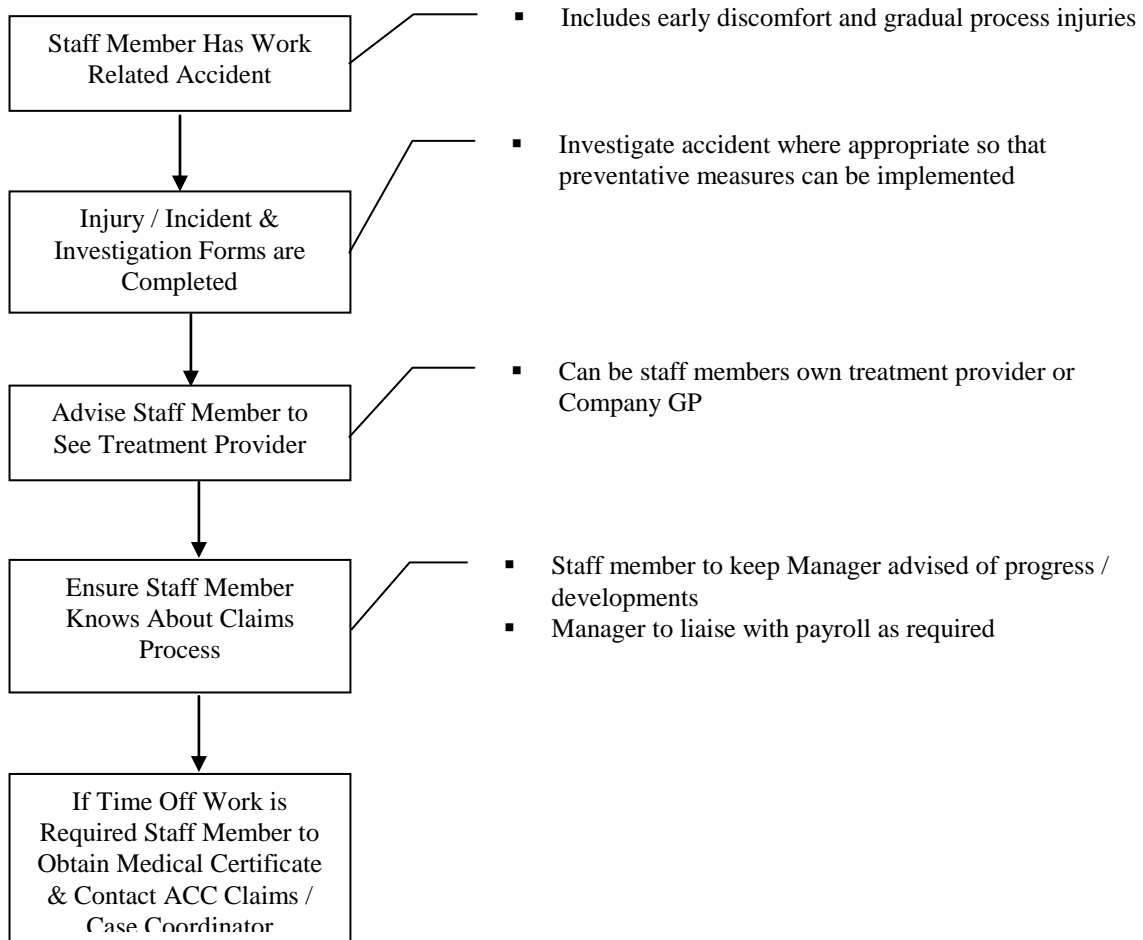 Staff Member Has Work
Related Accident
▪ Includes early discomfort and gradual process injuries
Injury / Incident &
Investigation Forms are
Completed
▪ Investigate accident where appropriate so that
preventative measures can be implemented
Advise Staff Member to
See Treatment Provider
▪ Can be staff members own treatment provider or
Company GP
Ensure Staff Member
Knows About Claims
Process
▪ Staff member to keep Manager advised of progress /
developments
▪ Manager to liaise with payroll as required
If Time Off Work is
Required Staff Member to
Obtain Medical Certificate
& Contact ACC Claims /
Case Coordinator